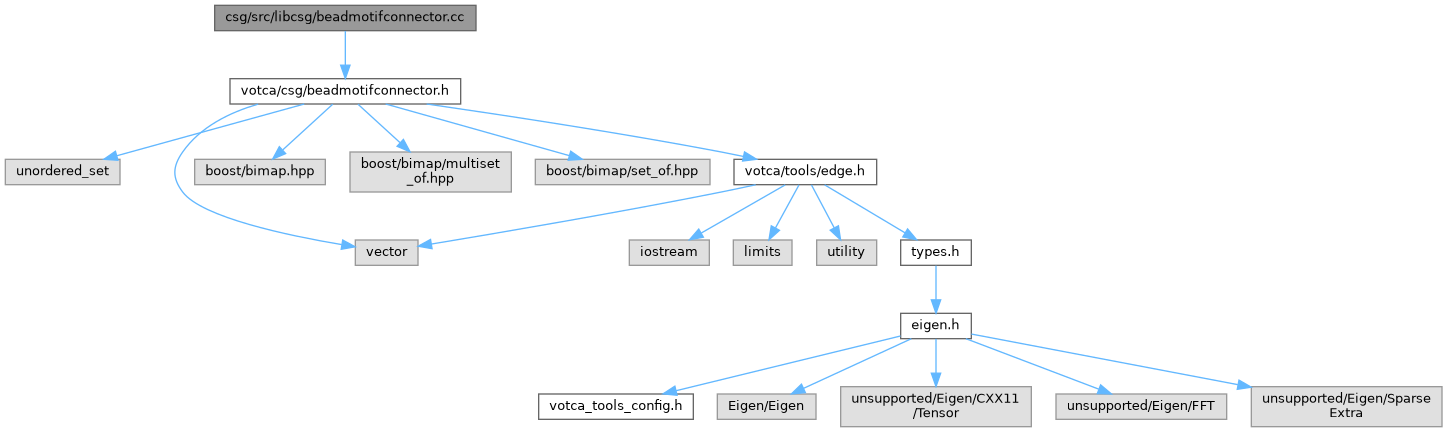 csg/src/libcsg/beadmotifconnector.cc
votca/csg/beadmotifconnector.h
unordered_set
boost/bimap.hpp
boost/bimap/multiset
_of.hpp
boost/bimap/set_of.hpp
votca/tools/edge.h
vector
iostream
limits
utility
types.h
eigen.h
votca_tools_config.h
Eigen/Eigen
unsupported/Eigen/CXX11
/Tensor
unsupported/Eigen/FFT
unsupported/Eigen/Sparse
Extra